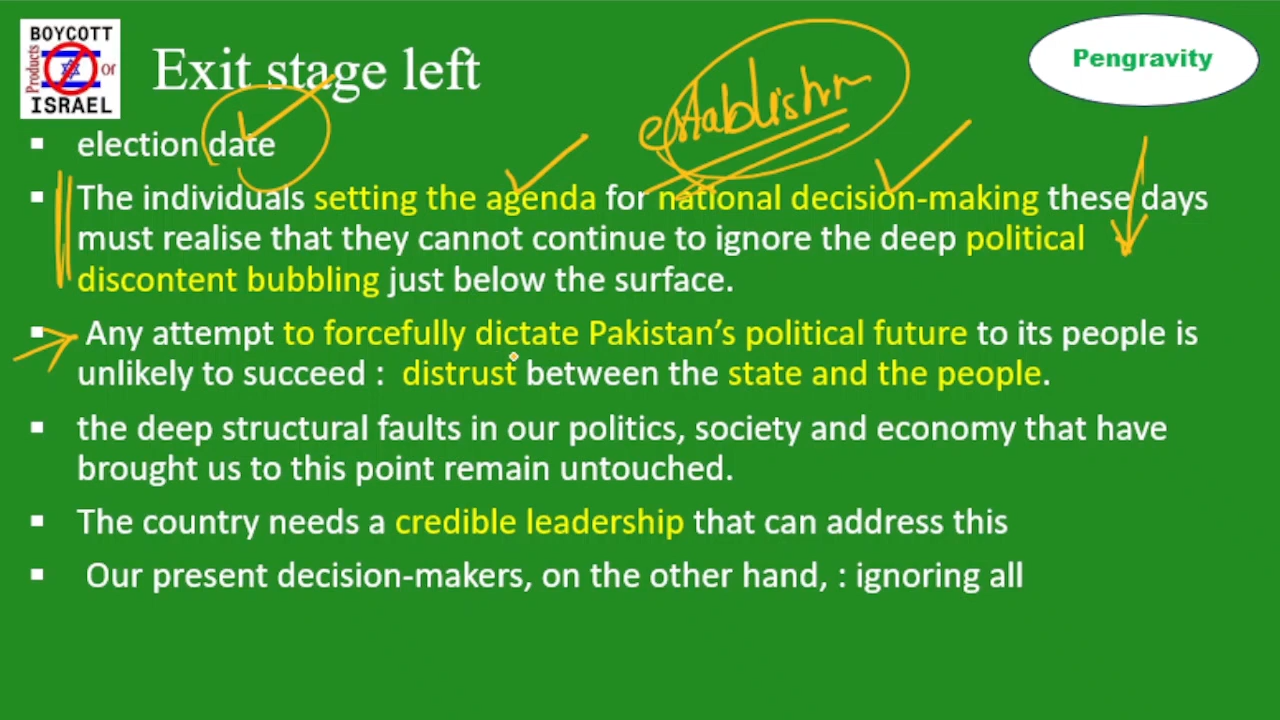 BOYCOTT
Products
or
ISRAEL
Exit stage left
Pengravity
establishm
▪ election date
▪ The individuals setting the agenda for national decision-making these days
must realise that they cannot continue to ignore the deep political
discontent bubbling just below the surface.
▪ Any attempt to forcefully dictate Pakistan's political future to its people is
unlikely to succeed : distrust between the state and the people.
▪ the deep structural faults in our politics, society and economy that have
brought us to this point remain untouched.
▪ The country needs a credible leadership that can address this
▪ Our present decision-makers, on the other hand, : ignoring all